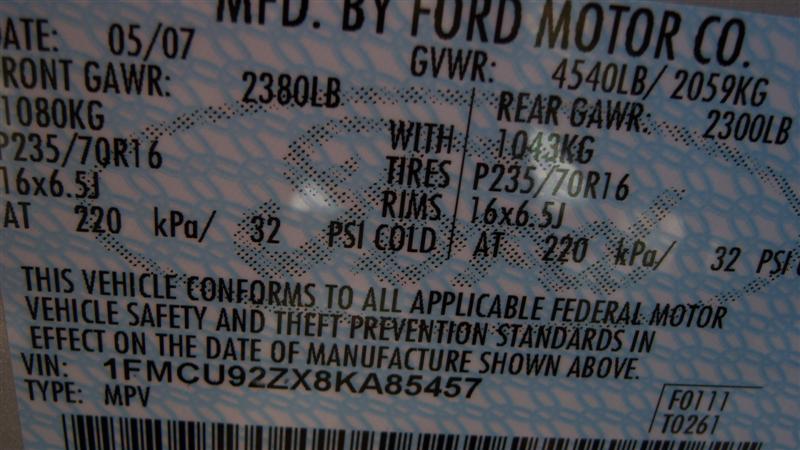 MFD. BY FORD MOTOR CO.
DATE: 05/07 GVWR: 4540LB/ 2059KG
FRONT GAWR: 2380LB REAR GAWR: 2300LB
1080KG WITH 1043KG
P235/70R16 TIRES P235/70R16
16x6.5J RIMS 16x6.5J
AT 220 kPa/ 32 PSI COLD AT 220 kPa/ 32 PSI
THIS VEHICLE CONFORMS TO ALL APPLICABLE FEDERAL MOTOR
VEHICLE SAFETY AND THEFT PREVENTION STANDARDS IN
EFFECT ON THE DATE OF MANUFACTURE SHOWN ABOVE.
VIN: 1FMCU92ZX8KA85457
TYPE: MPV
F0111
T0261
Ford